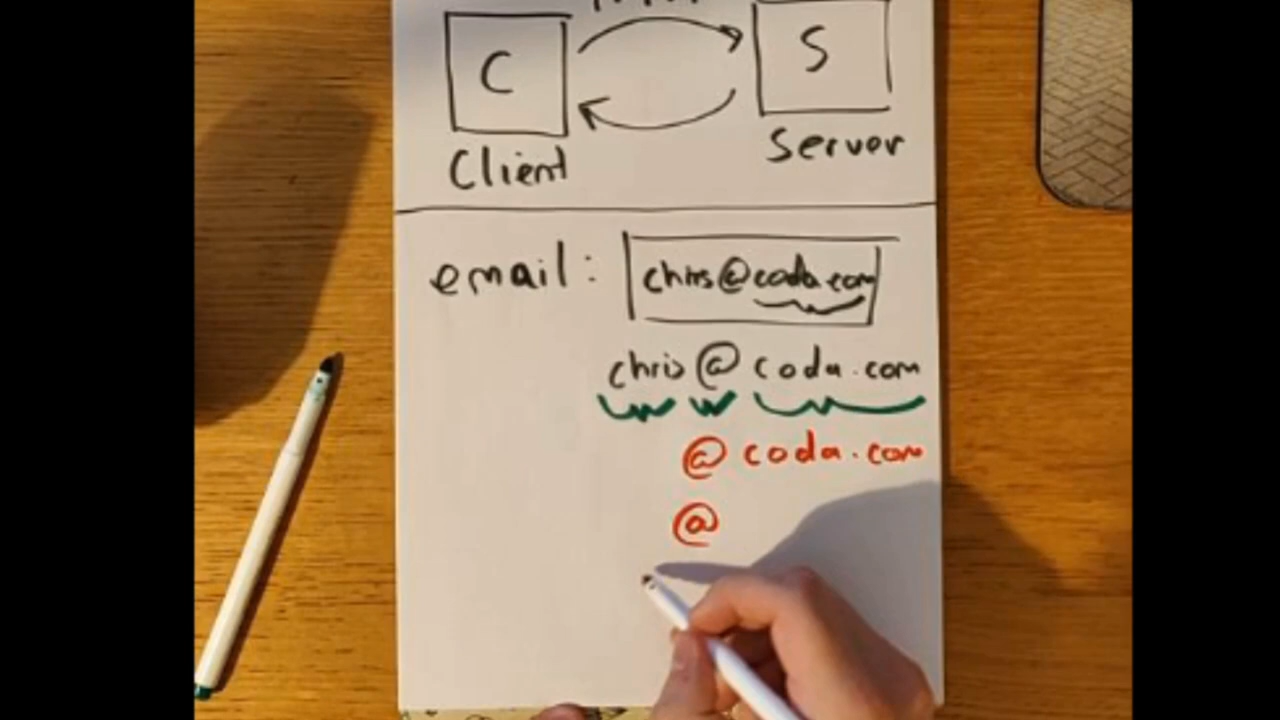 C S
Client Server
email: chris@coda.com
chris @ coda.com
@ coda.com
@